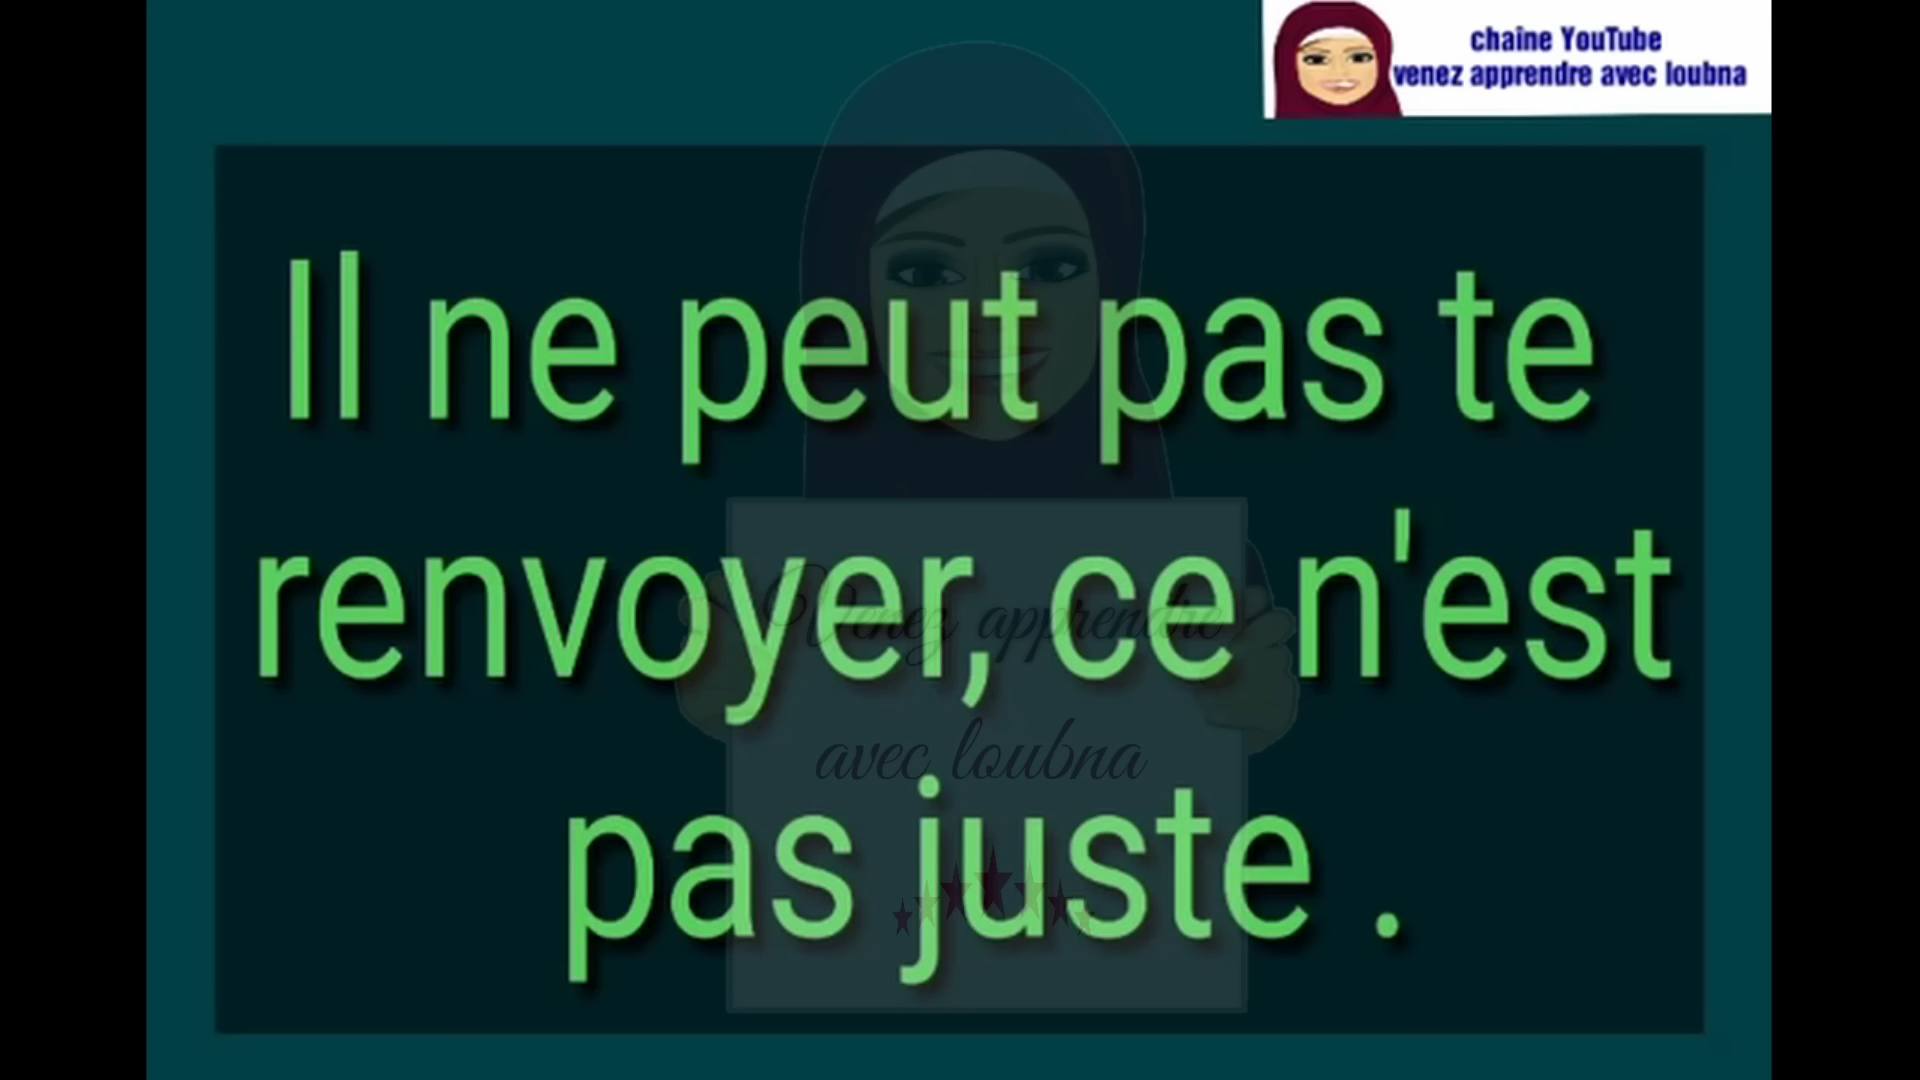 chaine YouTube
venez apprendre avec loubna
Il ne peut pas te
renvoyer, ce n'est
pas juste .
Venez apprendre
avec loubna